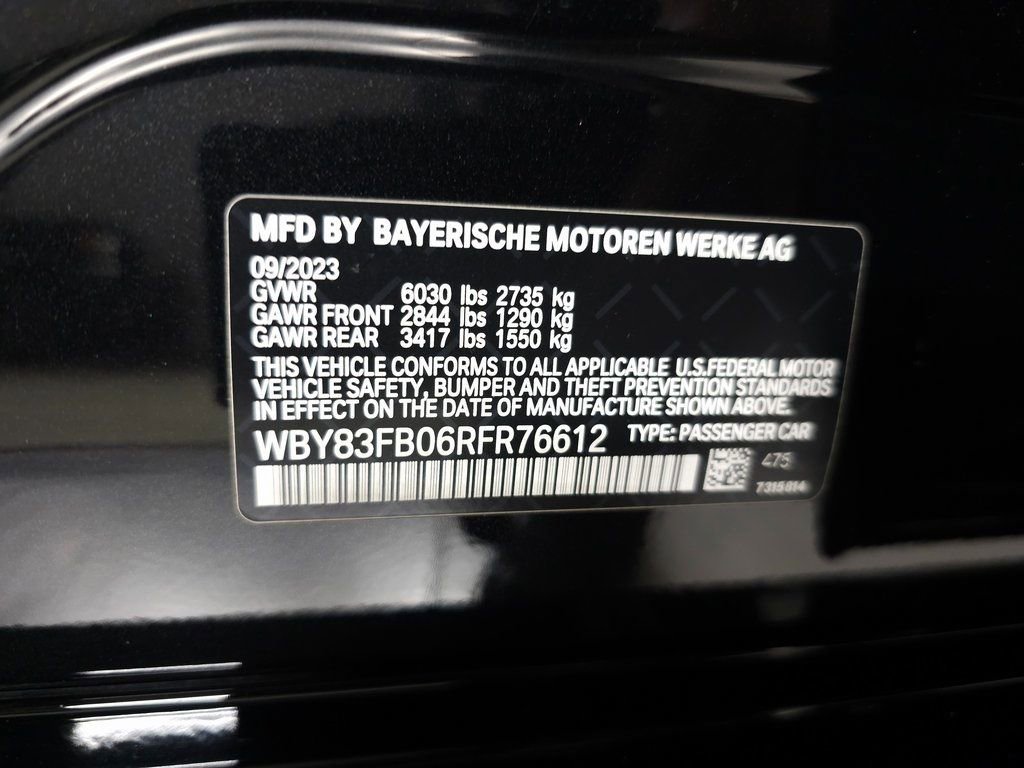 MFD BY BAYERISCHE MOTOREN WERKE AG
09/2023
GVWR 6030 lbs 2735 kg
GAWR FRONT 2844 lbs 1290 kg
GAWR REAR 3417 lbs 1550 kg
THIS VEHICLE CONFORMS TO ALL APPLICABLE U.S.FEDERAL MOTOR
VEHICLE SAFETY, BUMPER AND THEFT PREVENTION STANDARDS
IN EFFECT ON THE DATE OF MANUFACTURE SHOWN ABOVE.
WBY83FB06RFR76612 TYPE: PASSENGER CAR
475
7315814